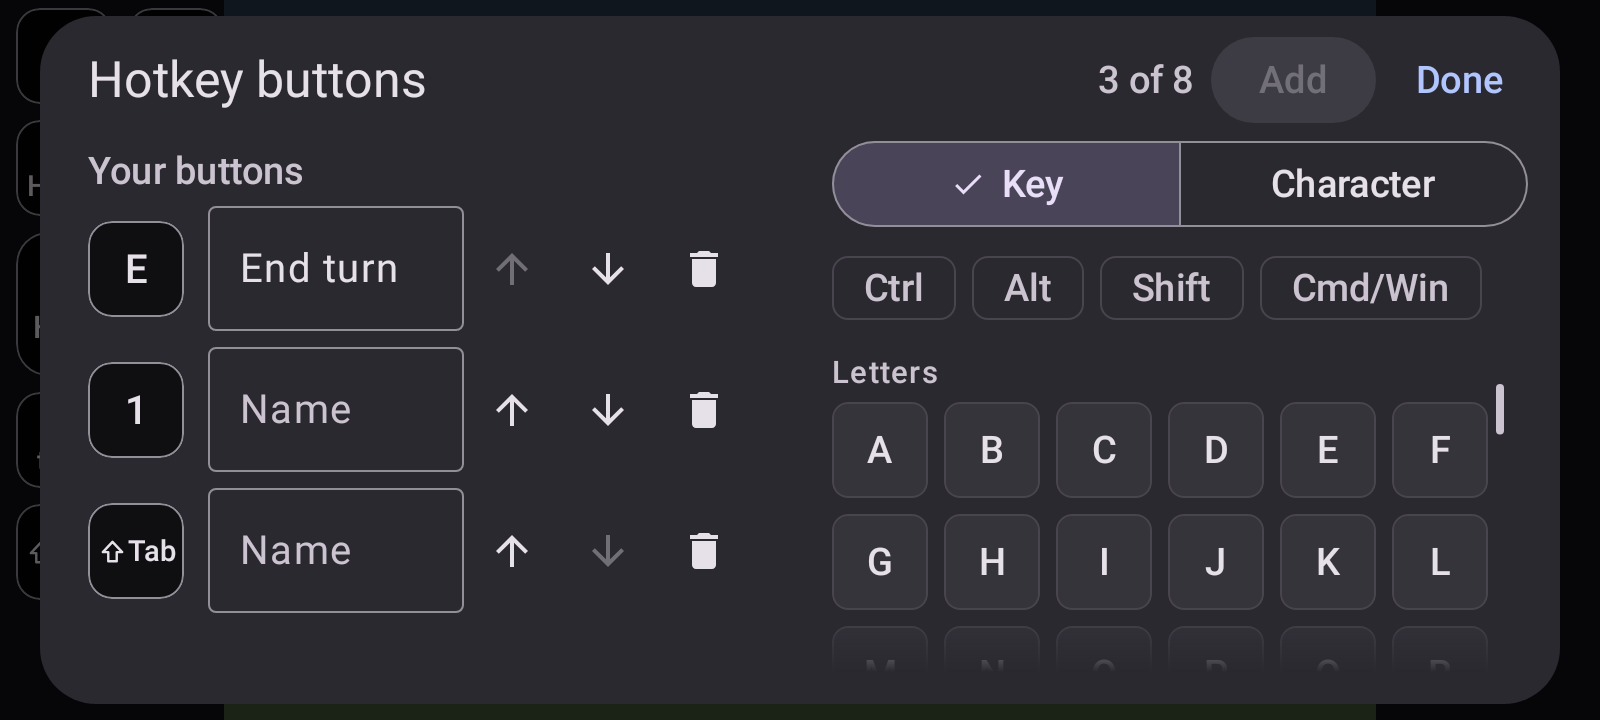 Hotkey buttons
3 of 8
Add
Done
Your buttons
E
End turn
1
Name
⇧Tab
Name
Key
Character
Ctrl
Alt
Shift
Cmd/Win
Letters
A B C D E F
G H I J K L